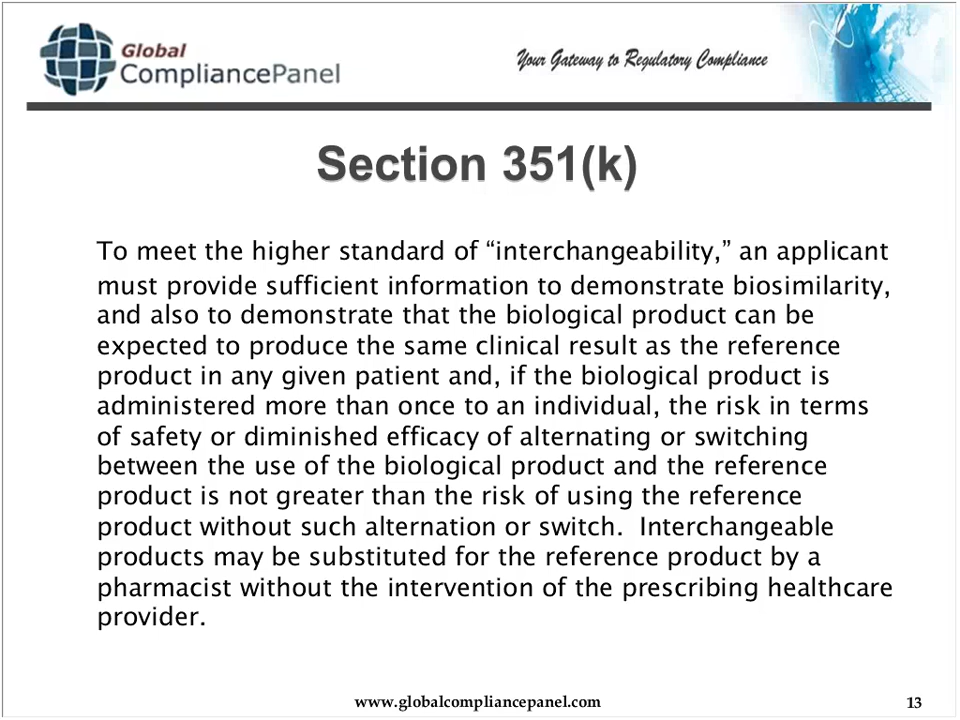 Global
CompliancePanel
Your Gateway to Regulatory Compliance
Section 351(k)
To meet the higher standard of “interchangeability,” an applicant
must provide sufficient information to demonstrate biosimilarity,
and also to demonstrate that the biological product can be
expected to produce the same clinical result as the reference
product in any given patient and, if the biological product is
administered more than once to an individual, the risk in terms
of safety or diminished efficacy of alternating or switching
between the use of the biological product and the reference
product is not greater than the risk of using the reference
product without such alternation or switch.  Interchangeable
products may be substituted for the reference product by a
pharmacist without the intervention of the prescribing healthcare
provider.
www.globalcompliancepanel.com
13